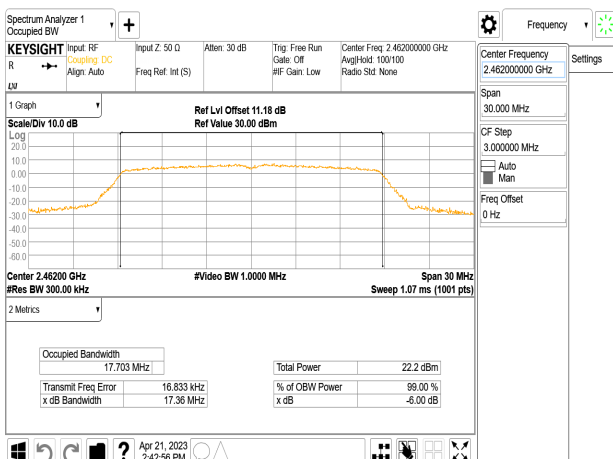 Spectrum Analyzer 1
Occupied BW
+
Frequency
KEYSIGHT
Input: RF
Coupling: DC
Align: Auto
Input Z: 50 Ω
Freq Ref: Int (S)
Atten: 30 dB
Trig: Free Run
Gate: Off
#IF Gain: Low
Center Freq: 2.462000000 GHz
Avg|Hold: 100/100
Radio Std: None
R
LXI
Center Frequency
2.462000000 GHz
Settings
Span
30.000 MHz
CF Step
3.000000 MHz
Auto
Man
Freq Offset
0 Hz
1 Graph
Scale/Div 10.0 dB
Ref Lvl Offset 11.18 dB
Ref Value 30.00 dBm
Log
20.0
10.0
0.00
-10.0
-20.0
-30.0
-40.0
-50.0
-60.0
Center 2.46200 GHz
#Video BW 1.0000 MHz
Span 30 MHz
#Res BW 300.00 kHz
Sweep 1.07 ms (1001 pts)
2 Metrics
Occupied Bandwidth
17.703 MHz
Total Power
22.2 dBm
Transmit Freq Error
16.833 kHz
% of OBW Power
99.00 %
x dB Bandwidth
17.36 MHz
x dB
-6.00 dB
?
Apr 21, 2023
2:42:56 PM